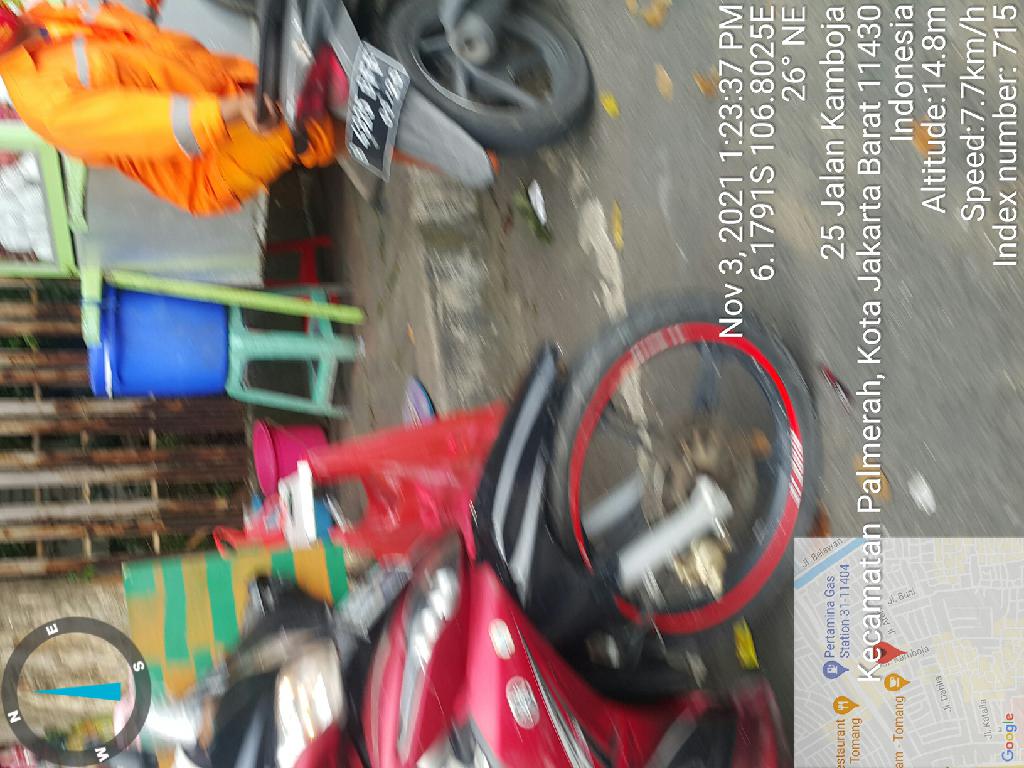 N
E
W
S
Nov 3, 2021 1:23:37 PM
6.1791S 106.8025E
26° NE
25 Jalan Kamboja
Kecamatan Palmerah, Kota Jakarta Barat 11430
Indonesia
Altitude:14.8m
Speed:7.7km/h
Index number: 715
Jl. Belawan
Pertamina Gas
Station 31-11404
estaurant
Tomang
am - Tomang
Jl. Dahlia
Google